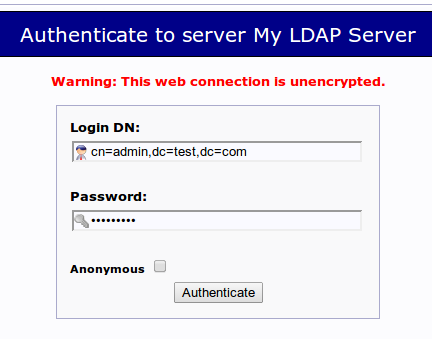 Authenticate to server My LDAP Server
Warning: This web connection is unencrypted.
Login DN:
cn=admin,dc=test,dc=com
Password:
•••••••••
Anonymous
Authenticate